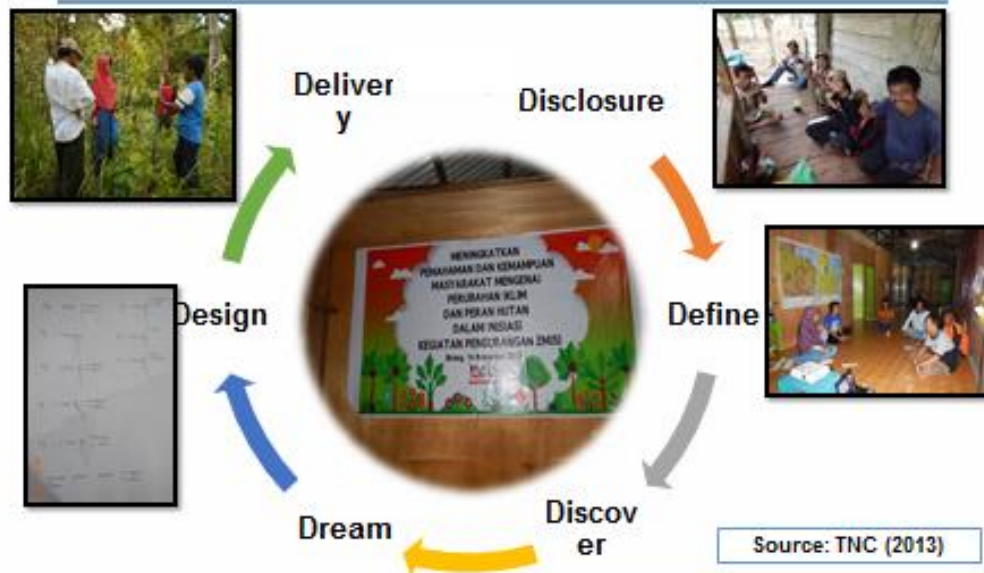 Deliver
y
Disclosure
Design
Define
Dream
Discov
er
MENINGKATKAN
PEMAHAMAN DAN KEMAMPUAN
MASYARAKAT MENGENAI
PERUBAHAN IKLIM
DAN PERAN HUTAN
DALAM INISIASI
KEGIATAN PENGURANGAN EMISI
Source: TNC (2013)